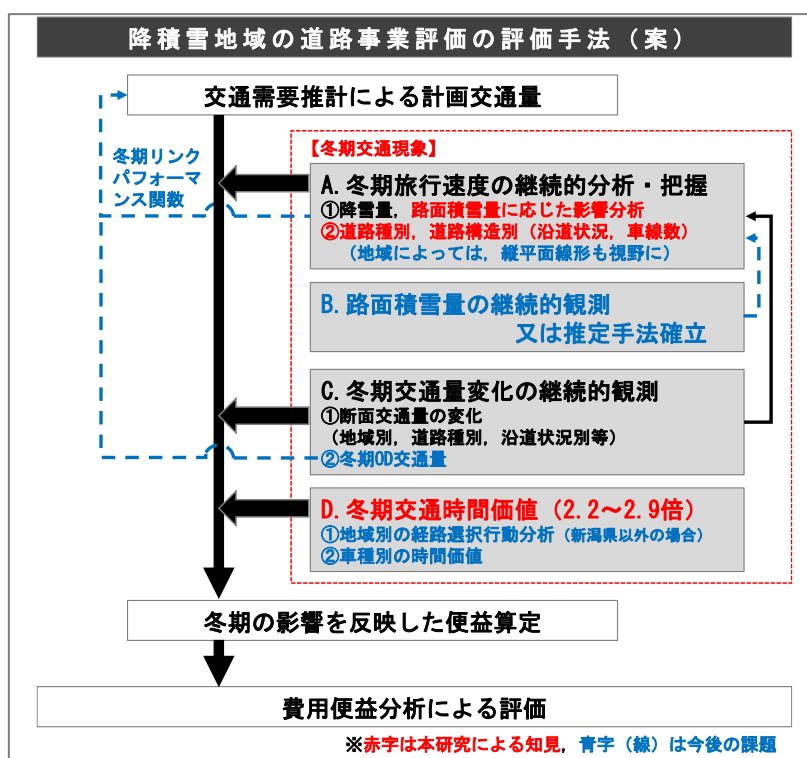 降積雪地域の道路事業評価の評価手法（案）
交通需要推計による計画交通量
冬期リンク
パフォーマ
ンス関数
【冬期交通現象】
A.冬期旅行速度の継続的分析・把握
①降雪量，路面積雪量に応じた影響分析
②道路種別，道路構造別（沿道状況，車線数）
（地域によっては，縦平面線形も視野に）
B.路面積雪量の継続的観測
又は推定手法確立
C.冬期交通量変化の継続的観測
①断面交通量の変化
（地域別，道路種別，沿道状況別等）
②冬期OD交通量
D.冬期交通時間価値（2.2～2.9倍）
①地域別の経路選択行動分析（新潟県以外の場合）
②車種別の時間価値
冬期の影響を反映した便益算定
費用便益分析による評価
※赤字は本研究による知見，青字（線）は今後の課題